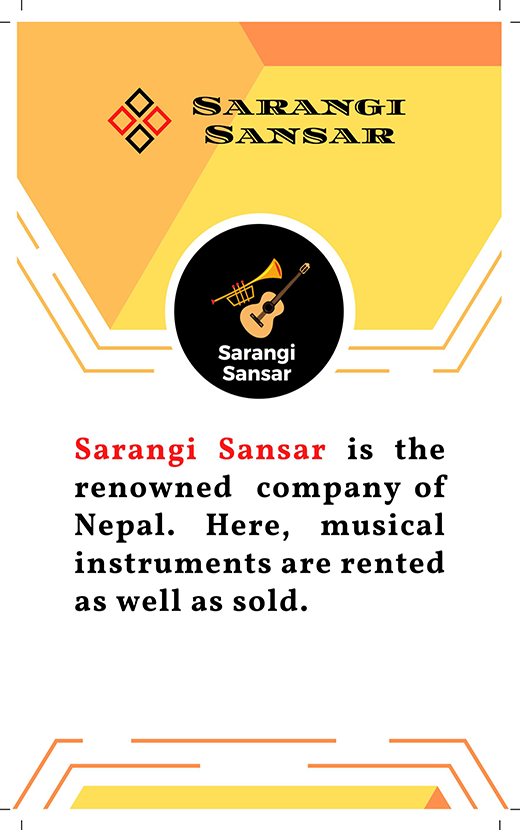 SARANGI
SANSAR
Sarangi
Sansar
Sarangi Sansar is the
renowned company of
Nepal. Here, musical
instruments are rented
as well as sold.